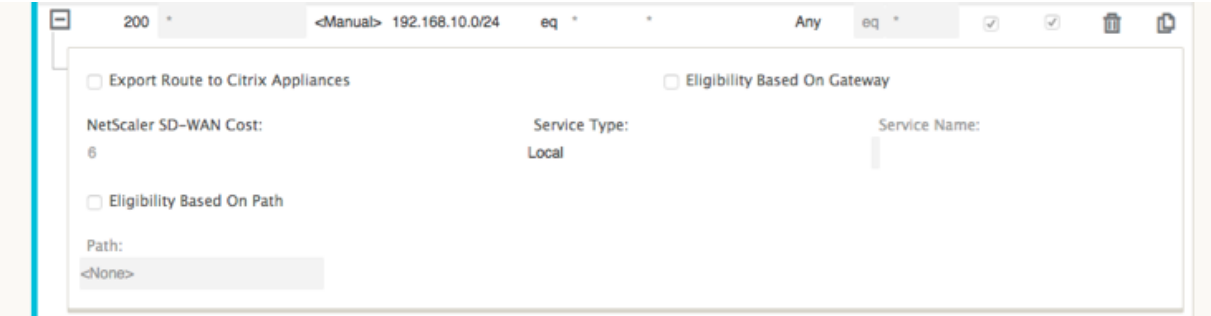 200 * <Manual> 192.168.10.0/24 eq * * Any eq *
Export Route to Citrix Appliances Eligibility Based On Gateway
NetScaler SD-WAN Cost: Service Type: Service Name:
6 Local
Eligibility Based On Path
Path:
<None>